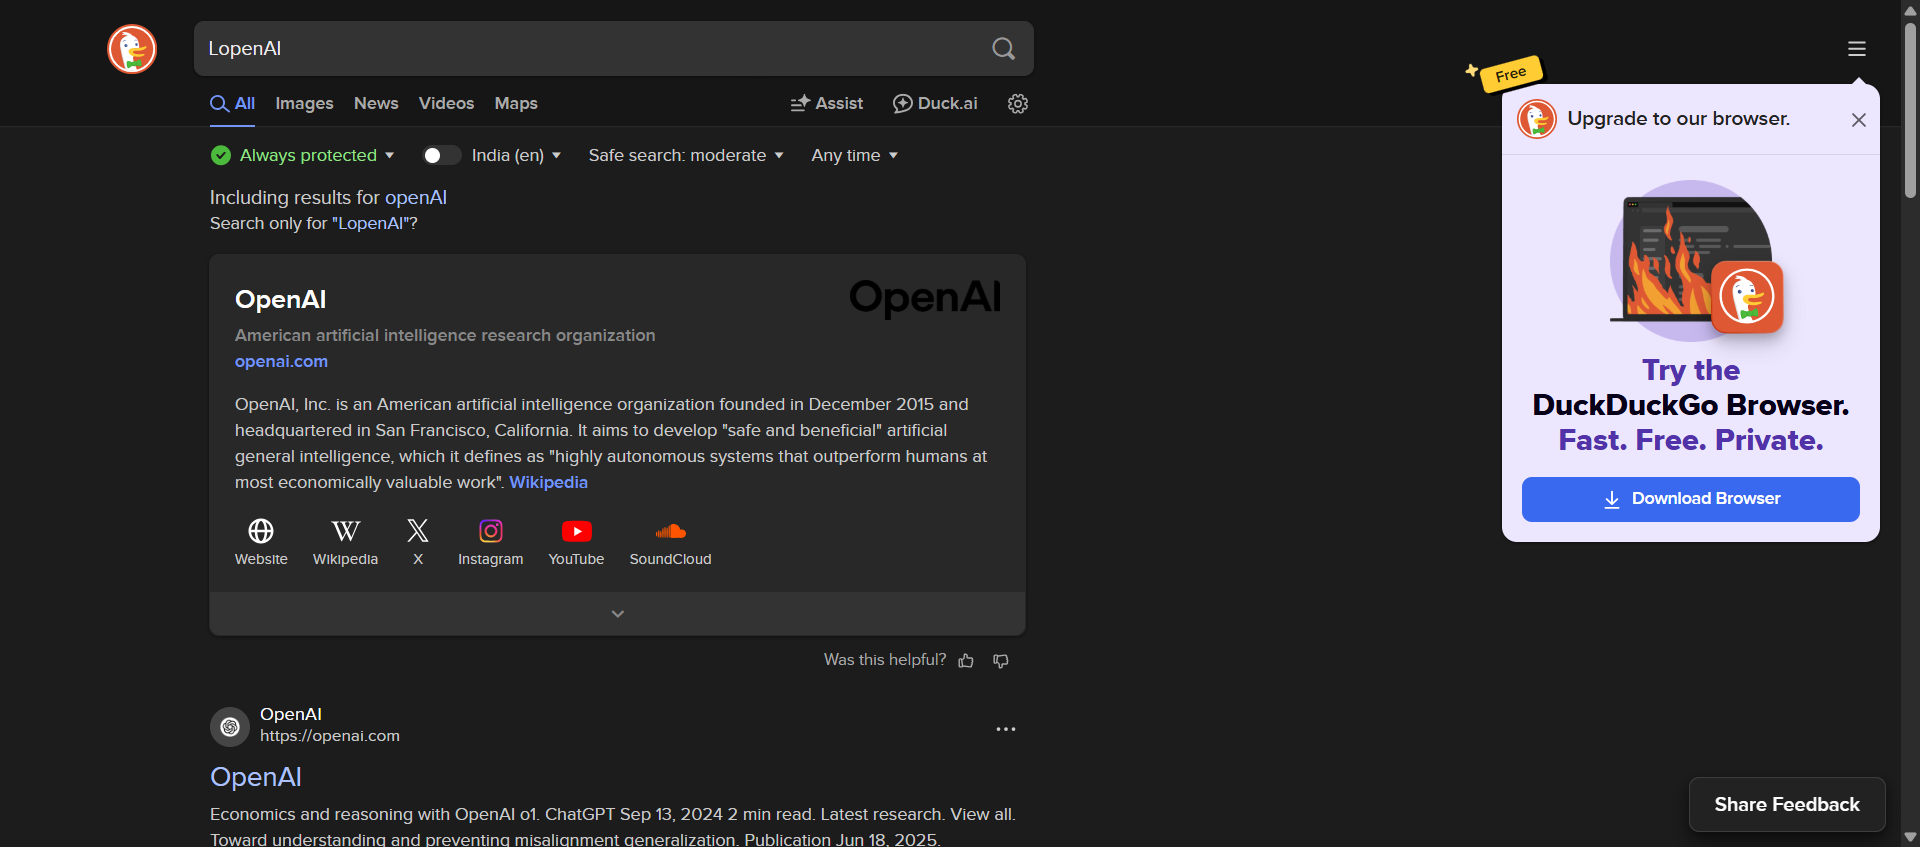 LopenAI
All Images News Videos Maps Assist Duck.ai
Always protected India (en) Safe search: moderate Any time
Including results for openAI
Search only for "LopenAI"?
OpenAI
OpenAI
American artificial intelligence research organization
openai.com
OpenAI, Inc. is an American artificial intelligence organization founded in December 2015 and
headquartered in San Francisco, California. It aims to develop "safe and beneficial" artificial
general intelligence, which it defines as "highly autonomous systems that outperform humans at
most economically valuable work". Wikipedia
Website Wikipedia X Instagram YouTube SoundCloud
Was this helpful?
OpenAI
https://openai.com
OpenAI
Economics and reasoning with OpenAI o1. ChatGPT Sep 13, 2024 2 min read. Latest research. View all.
Toward understanding and preventing misalignment generalization. Publication Jun 18, 2025.
Free
Upgrade to our browser.
Try the
DuckDuckGo Browser.
Fast. Free. Private.
Download Browser
Share Feedback